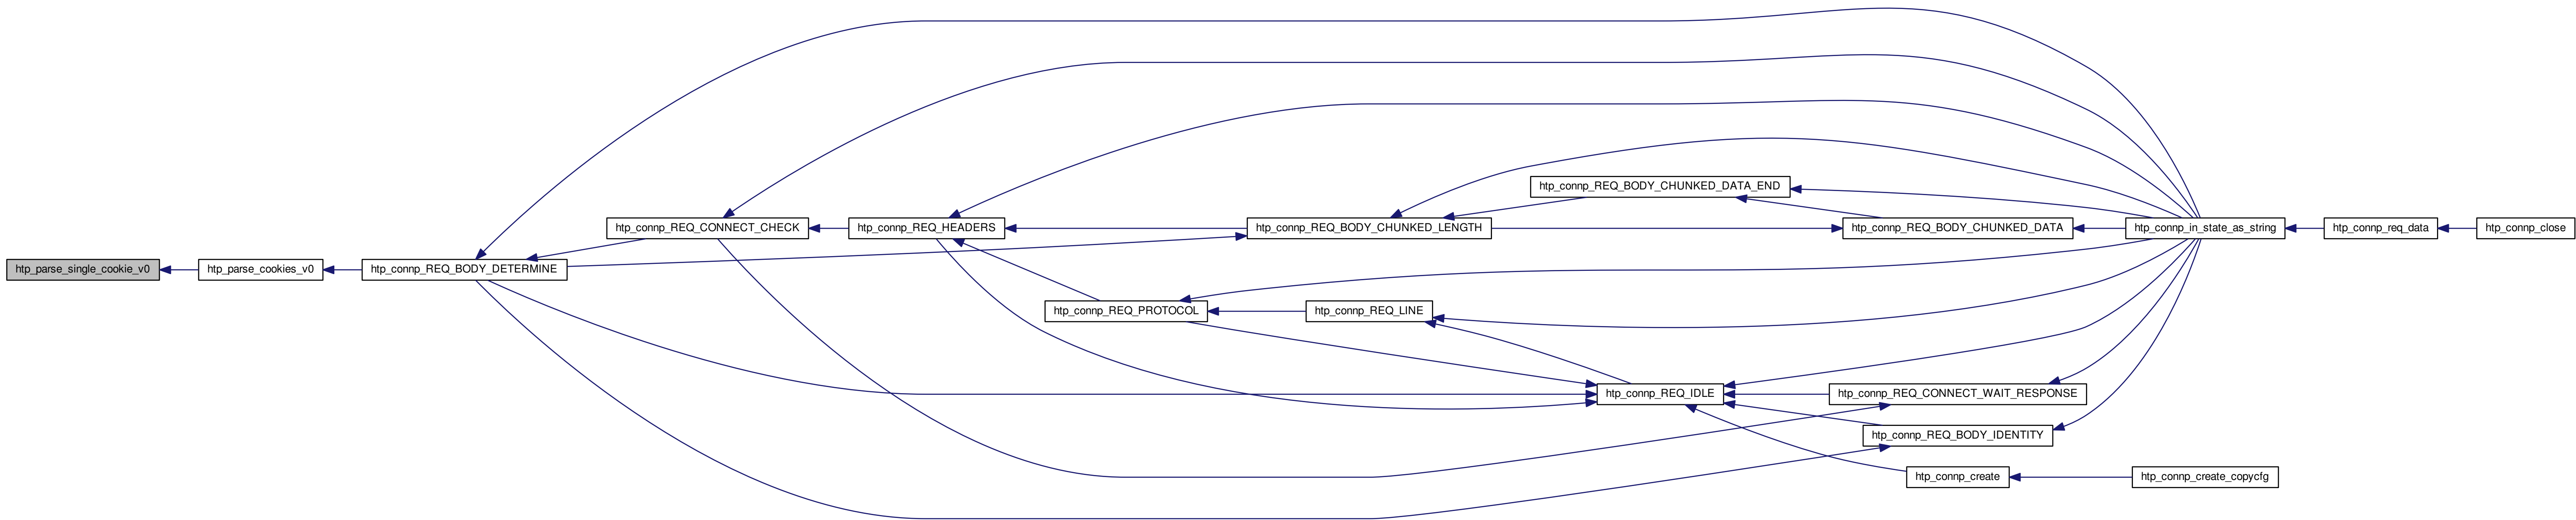 htp_parse_single_cookie_v0
htp_parse_cookies_v0
htp_connp_REQ_BODY_DETERMINE
htp_connp_REQ_CONNECT_CHECK
htp_connp_REQ_HEADERS
htp_connp_REQ_PROTOCOL
htp_connp_REQ_BODY_CHUNKED_LENGTH
htp_connp_REQ_LINE
htp_connp_REQ_BODY_CHUNKED_DATA_END
htp_connp_REQ_IDLE
htp_connp_REQ_BODY_CHUNKED_DATA
htp_connp_REQ_CONNECT_WAIT_RESPONSE
htp_connp_REQ_BODY_IDENTITY
htp_connp_create
htp_connp_in_state_as_string
htp_connp_create_copycfg
htp_connp_req_data
htp_connp_close